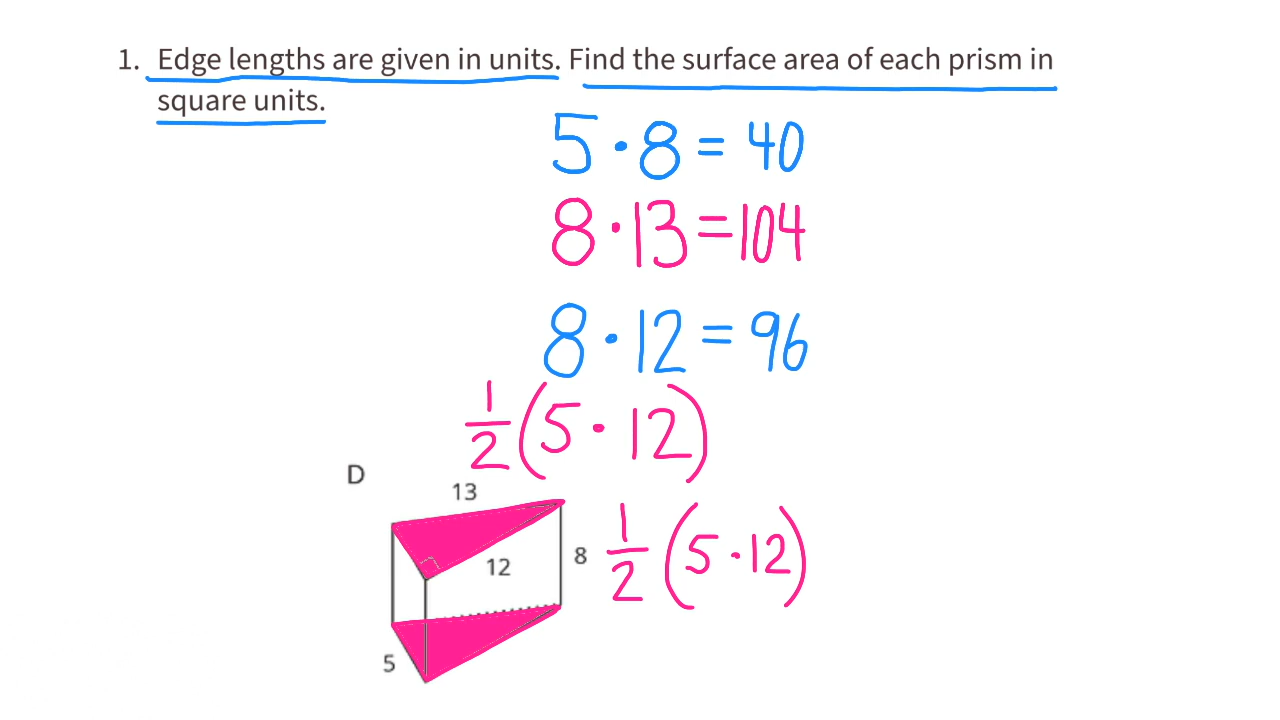 1. Edge lengths are given in units. Find the surface area of each prism in
square units.
5 · 8 = 40
8 · 13 = 104
8 · 12 = 96
1/2 (5 · 12)
D
13
12
8
1/2 (5 · 12)
5